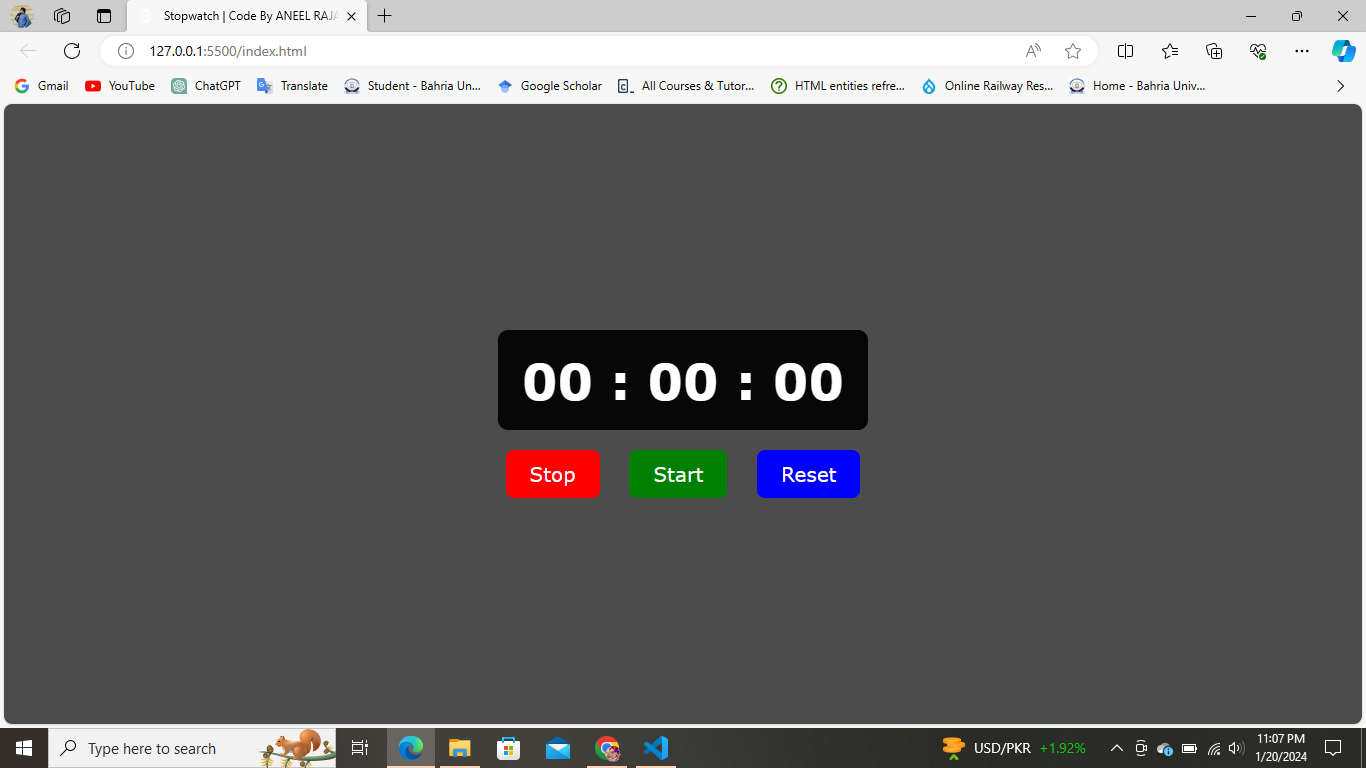 Stopwatch | Code By ANEEL RAJA
127.0.0.1:5500/index.html
Gmail YouTube ChatGPT Translate Student - Bahria Un... Google Scholar All Courses & Tutor... HTML entities refre... Online Railway Res... Home - Bahria Univ...
00 : 00 : 00
Stop Start Reset
Type here to search USD/PKR +1.92% 11:07 PM
1/20/2024